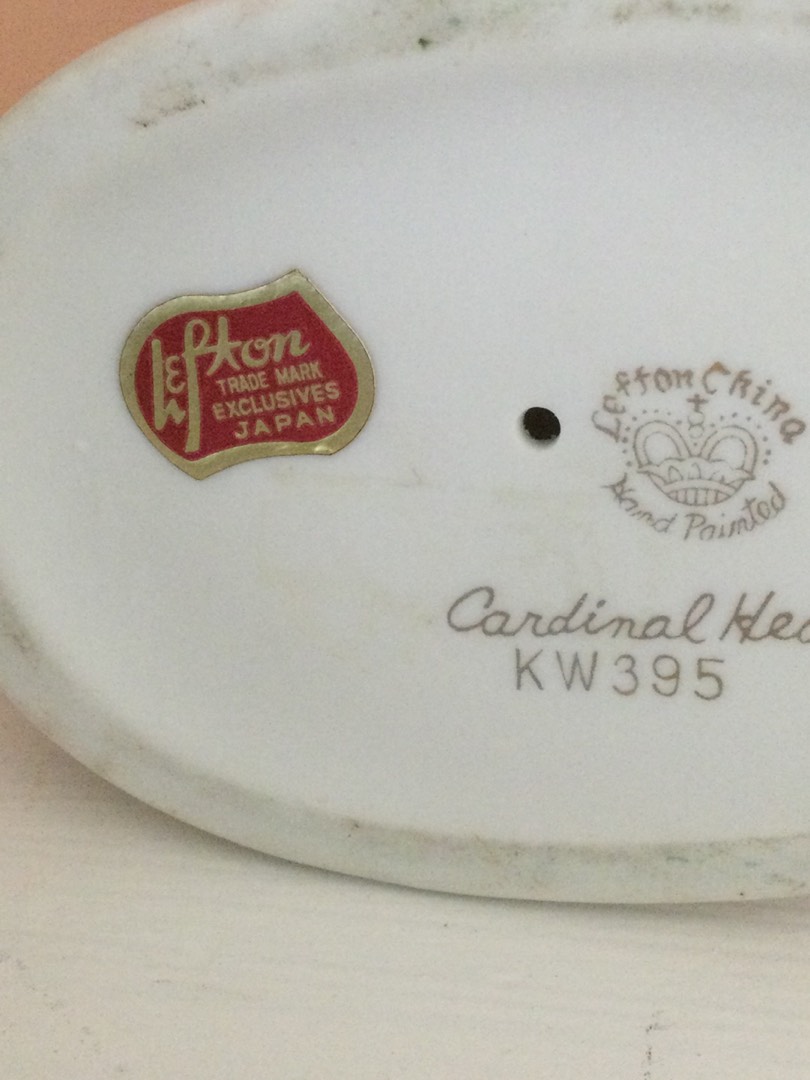 Lefton
TRADE MARK
EXCLUSIVES
JAPAN
Lefton China
Hand Painted
Cardinal
KW395